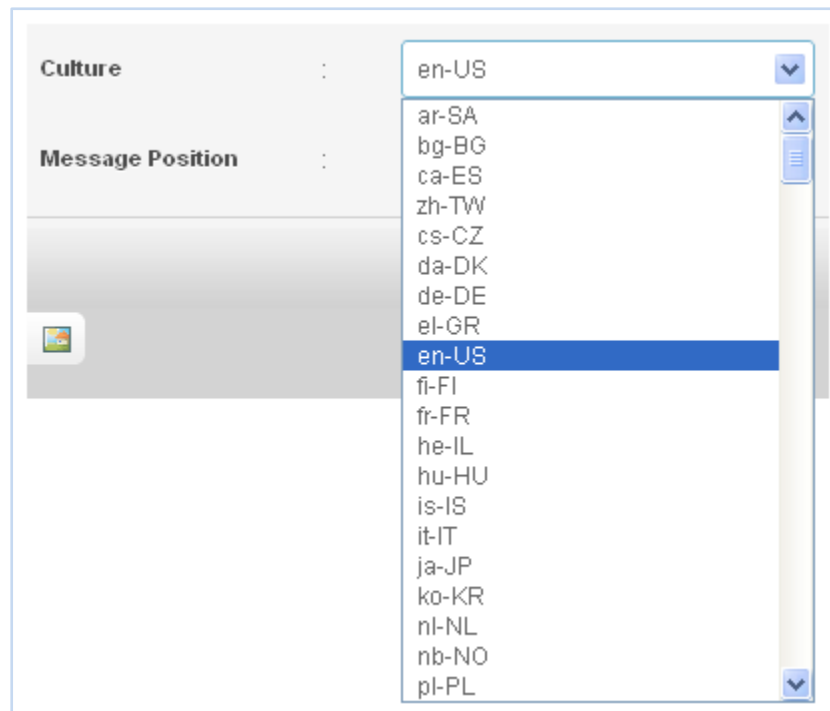 Culture : en-US
ar-SA
bg-BG
Message Position :
ca-ES
zh-TW
cs-CZ
da-DK
de-DE
el-GR
en-US
fi-FI
fr-FR
he-IL
hu-HU
is-IS
it-IT
ja-JP
ko-KR
nl-NL
nb-NO
pl-PL